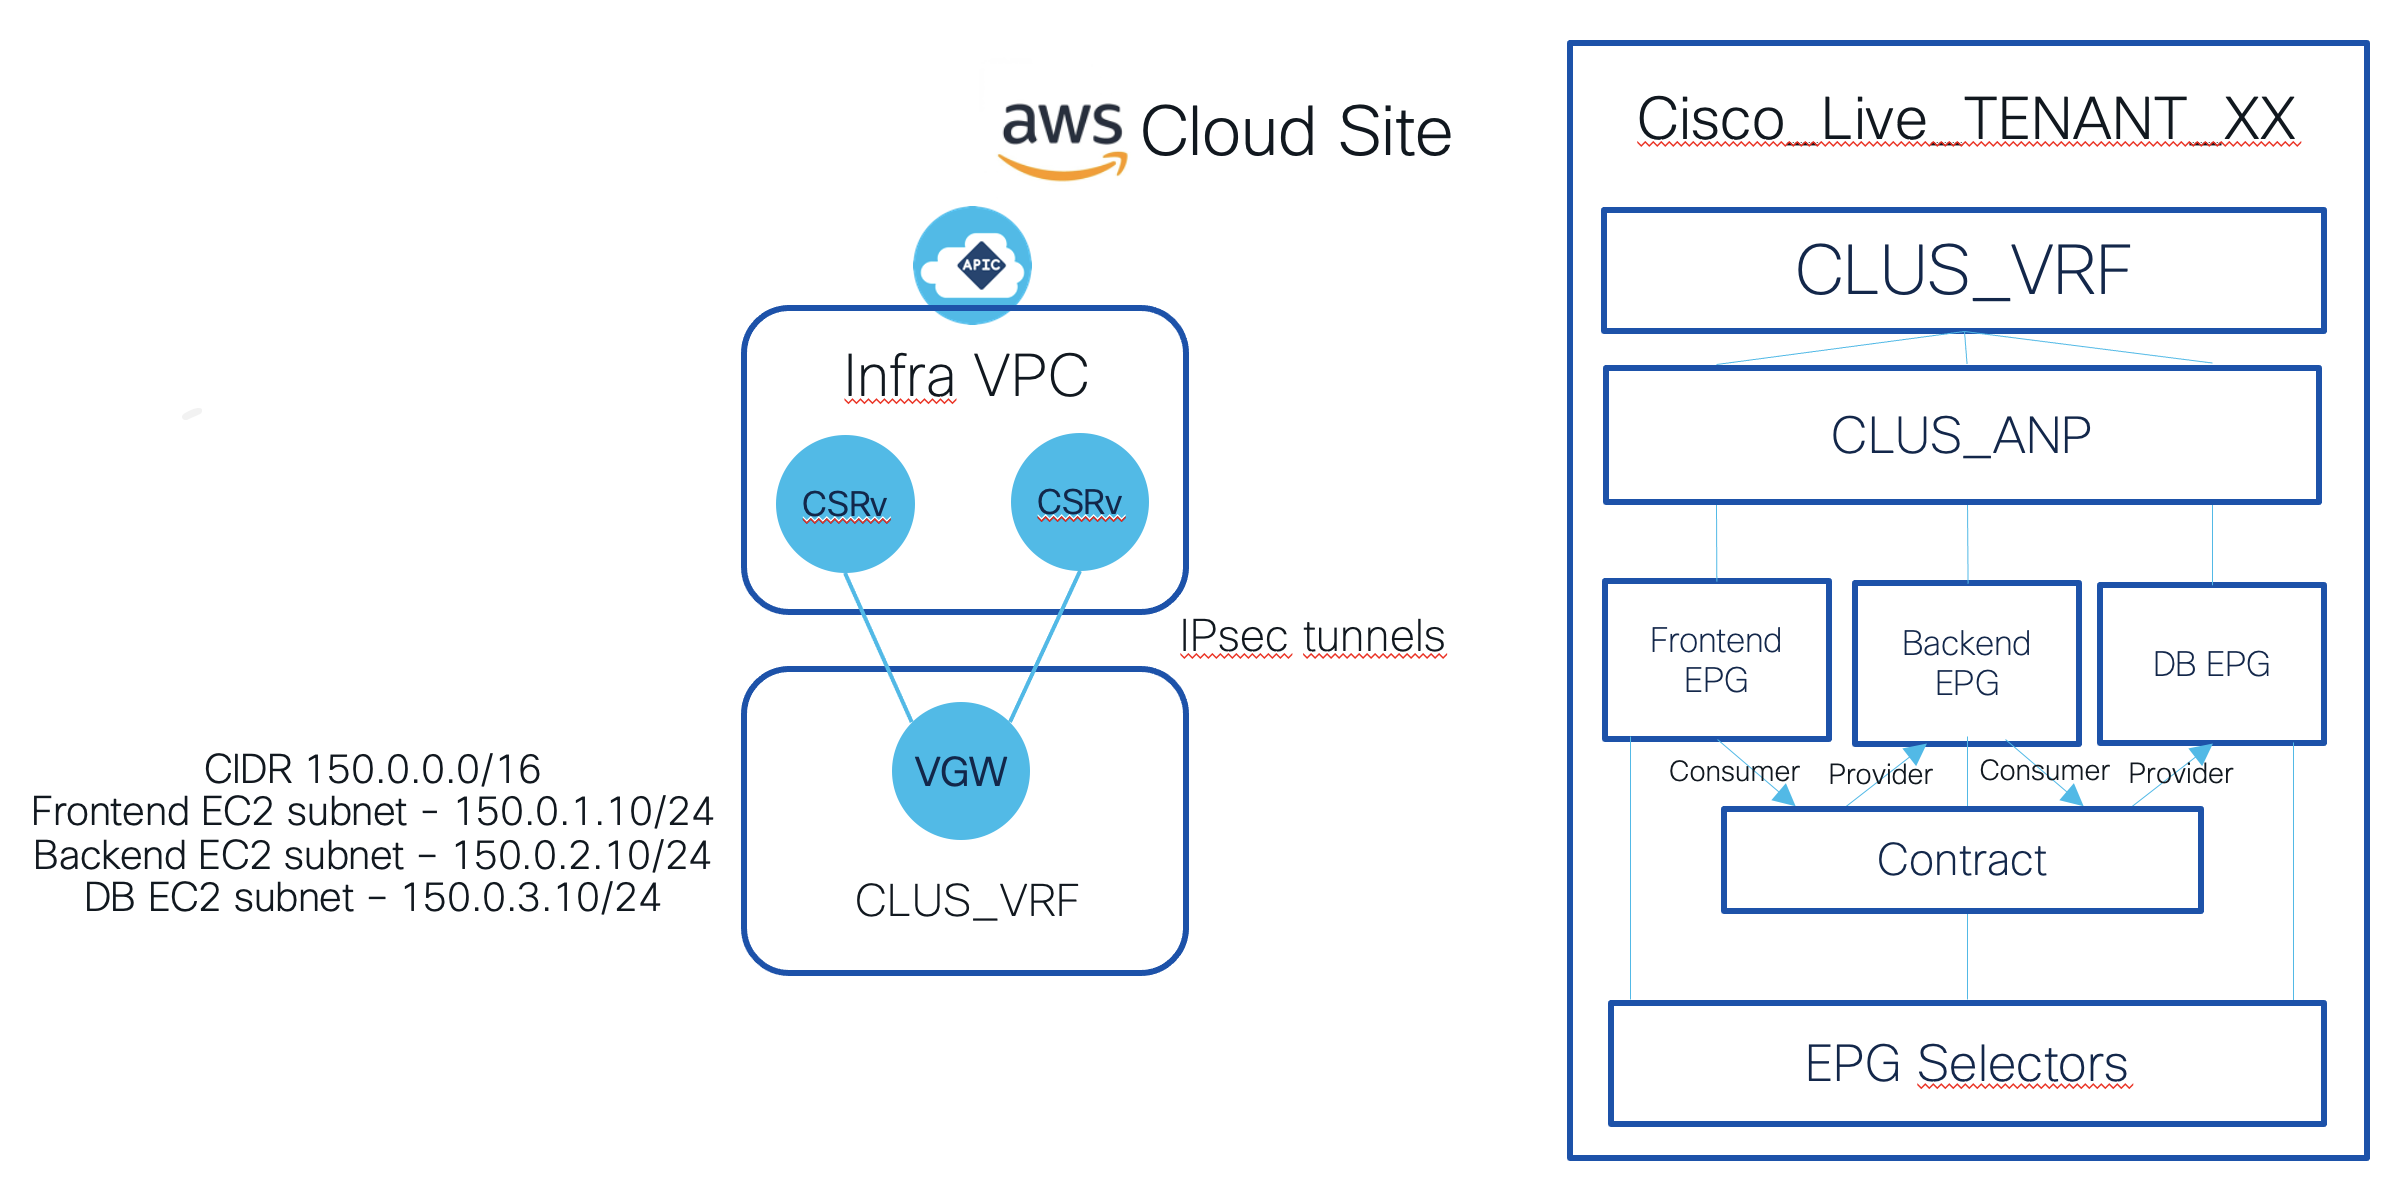 aws Cloud Site
APIC
Infra VPC
CSRv
CSRv
IPsec tunnels
VGW
CLUS_VRF
CIDR 150.0.0.0/16
Frontend EC2 subnet – 150.0.1.10/24
Backend EC2 subnet – 150.0.2.10/24
DB EC2 subnet – 150.0.3.10/24
Cisco_Live_TENANT_XX
CLUS_VRF
CLUS_ANP
Frontend
EPG
Backend
EPG
DB EPG
Consumer
Provider
Consumer
Provider
Contract
EPG Selectors